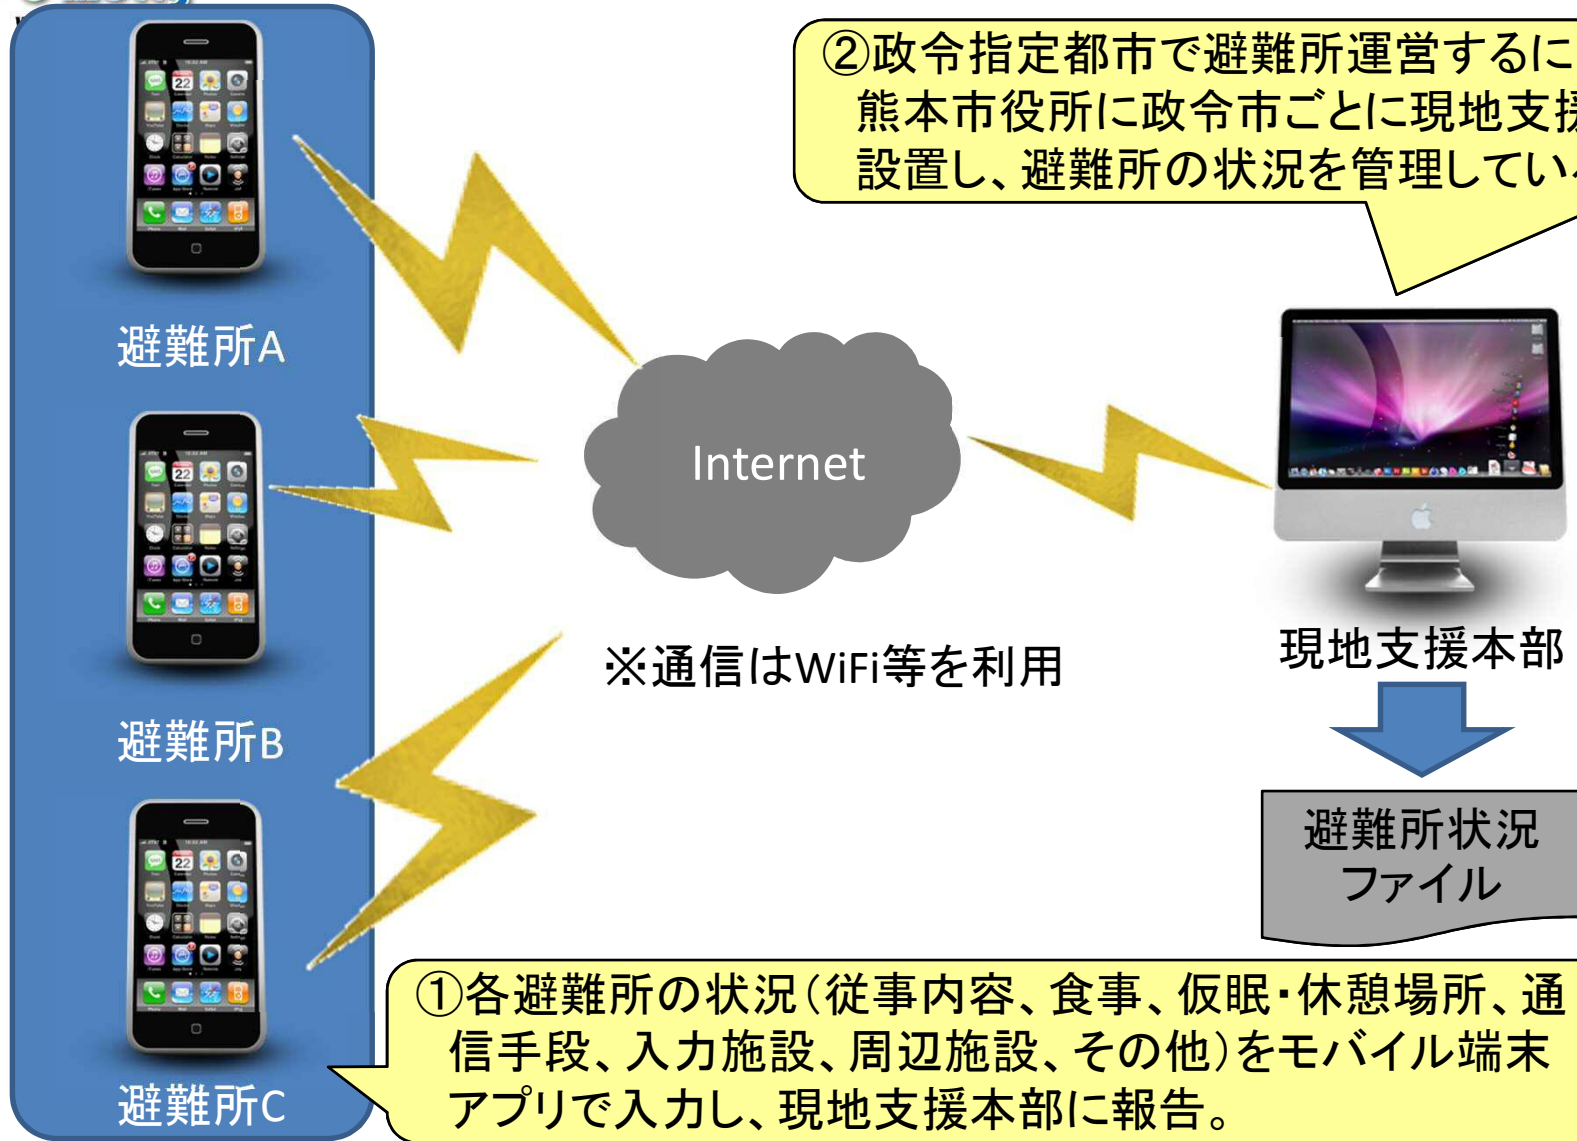 ②政令指定都市で避難所運営するに
熊本市役所に政令市ごとに現地支援
設置し、避難所の状況を管理してい
避難所A
Internet
避難所B
※通信はWiFi等を利用
現地支援本部
避難所状況
ファイル
①各避難所の状況（従事内容、食事、仮眠・休憩場所、通
信手段、入力施設、周辺施設、その他）をモバイル端末
アプリで入力し、現地支援本部に報告。
避難所C